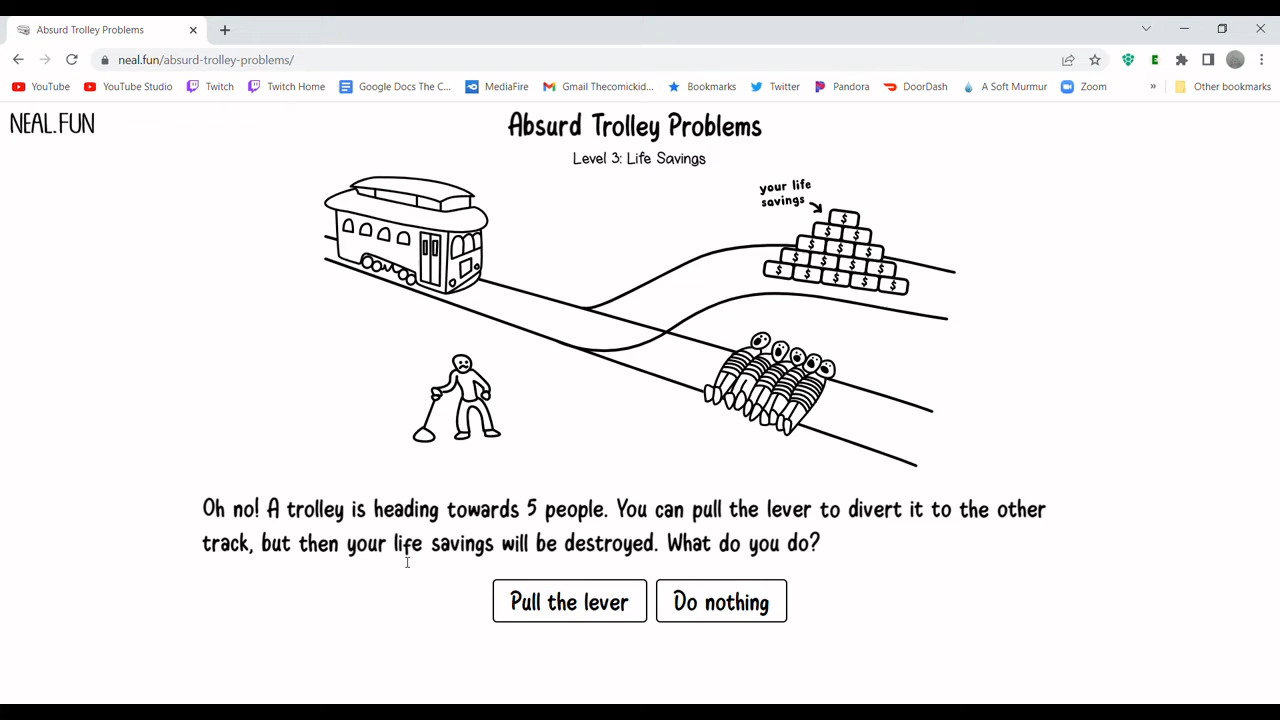 Absurd Trolley Problems
neal.fun/absurd-trolley-problems/
YouTube YouTube Studio Twitch Twitch Home Google Docs The C... MediaFire Gmail Thecomickid... Bookmarks Twitter Pandora DoorDash A Soft Murmur Zoom » Other bookmarks
NEAL.FUN
Absurd Trolley Problems
Level 3: Life Savings
your life
savings
$
$ $
$ $ $
$ $ $ $
$ $ $ $ $
Oh no! A trolley is heading towards 5 people. You can pull the lever to divert it to the other
track, but then your life savings will be destroyed. What do you do?
Pull the lever Do nothing